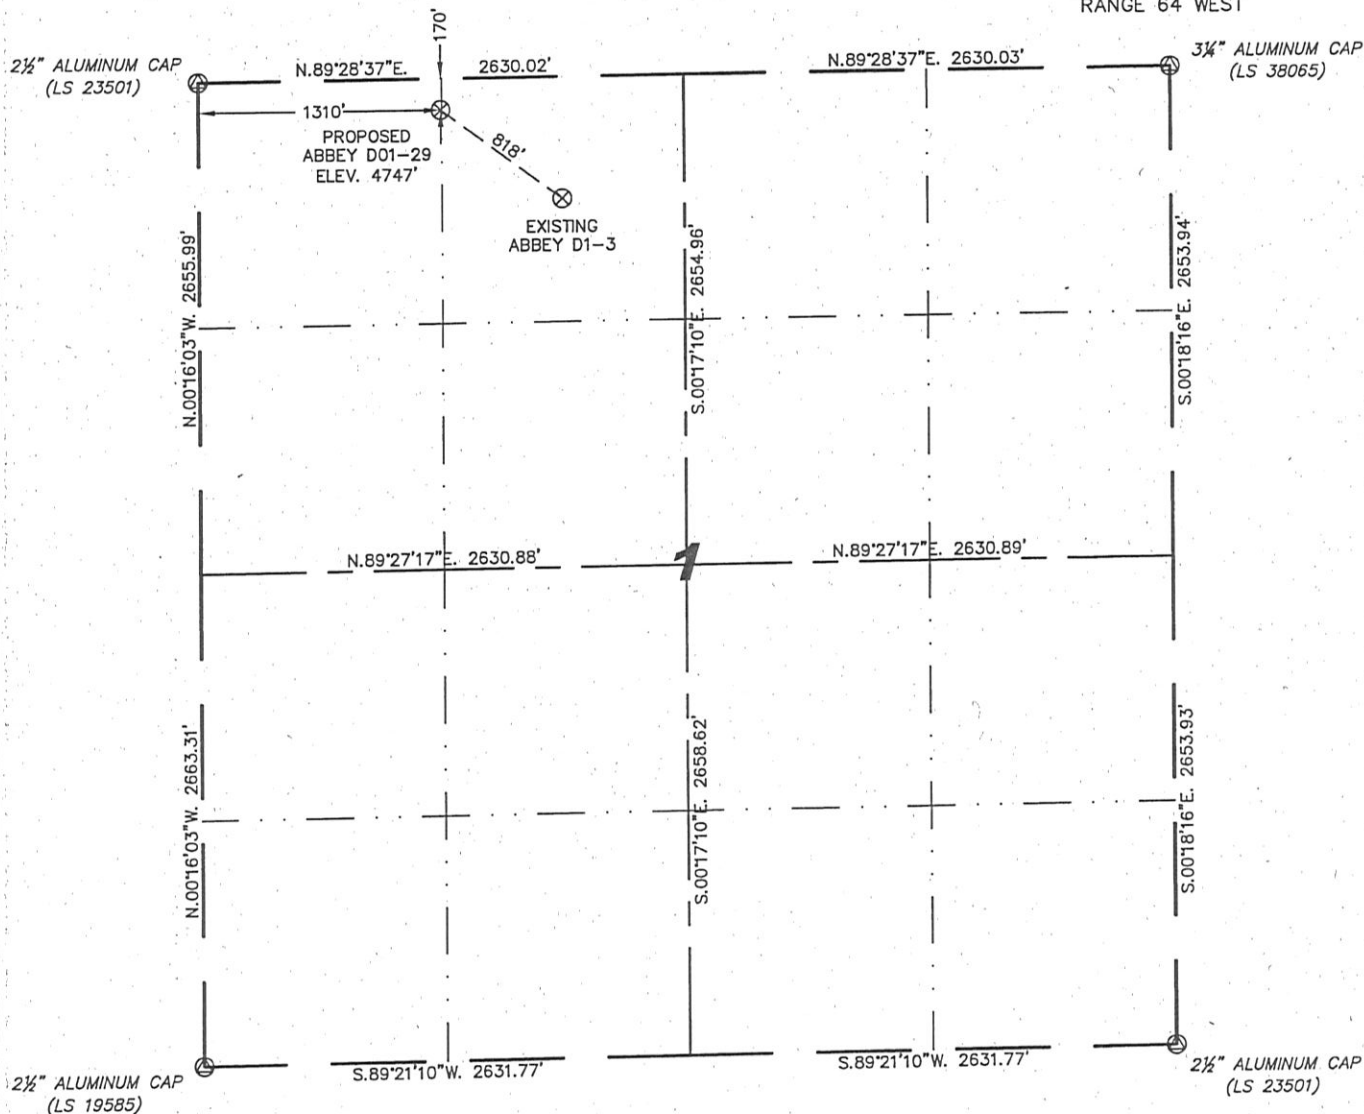 RANGE 64 WEST
2½" ALUMINUM CAP
(LS 23501)
170'
3¼" ALUMINUM CAP
(LS 38065)
N.89°28'37"E. 2630.02'
N.89°28'37"E. 2630.03'
1310'
PROPOSED
ABBEY D01-29
ELEV. 4747'
818'
EXISTING
ABBEY D1-3
N.00°16'03"W. 2655.99'
S.00°17'10"E. 2654.96'
S.00°18'16"E. 2653.94'
N.89°27'17"E. 2630.88'
1
N.89°27'17"E. 2630.89'
N.00°16'03"W. 2663.31'
S.00°17'10"E. 2658.62'
S.00°18'16"E. 2653.93'
S.89°21'10"W. 2631.77'
S.89°21'10"W. 2631.77'
2½" ALUMINUM CAP
(LS 19585)
2½" ALUMINUM CAP
(LS 23501)